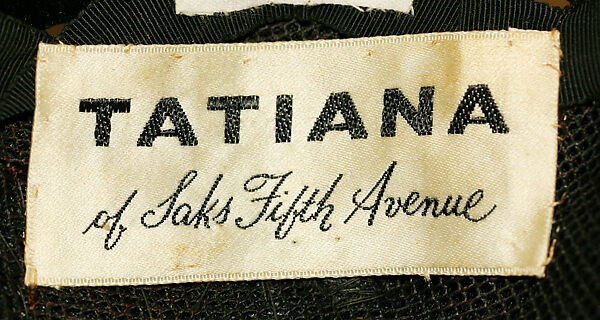 TATIANA
of Saks Fifth Avenue